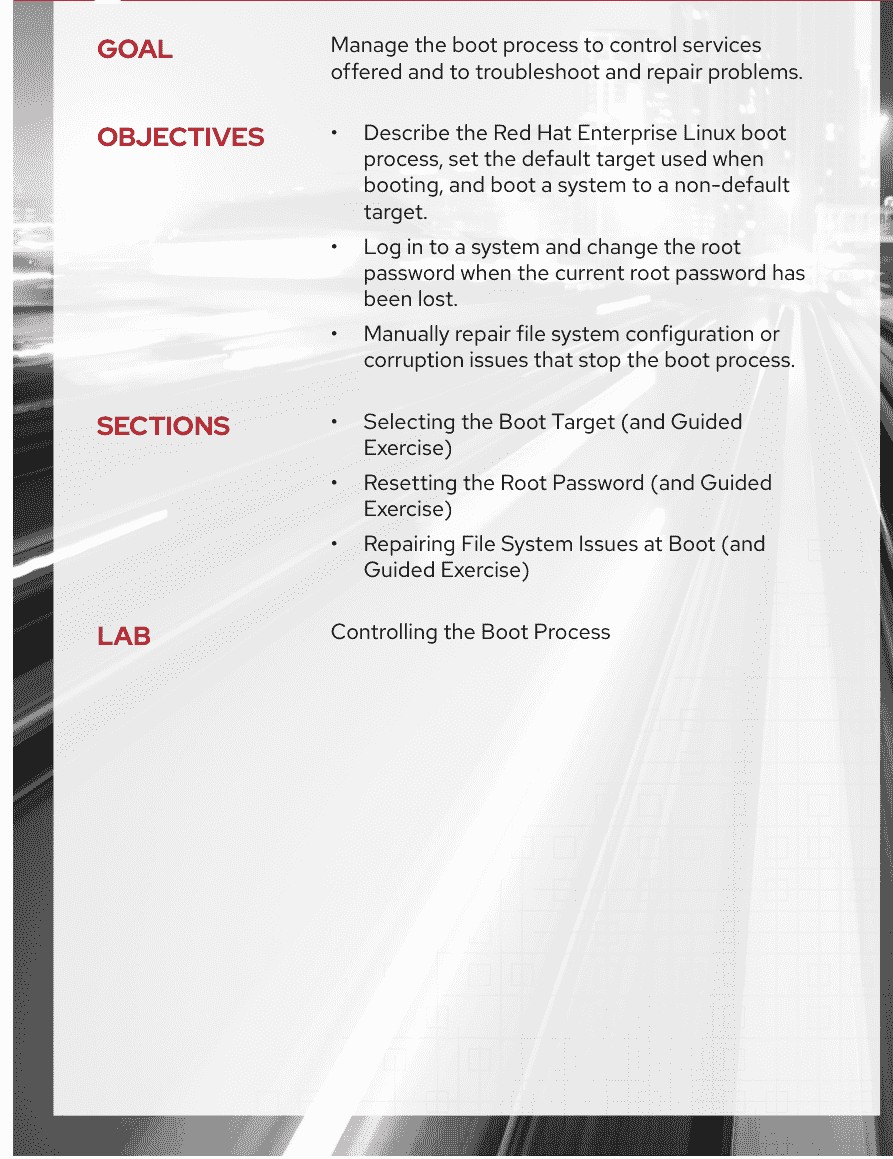 GOAL
Manage the boot process to control services
offered and to troubleshoot and repair problems.
OBJECTIVES
• Describe the Red Hat Enterprise Linux boot
process, set the default target used when
booting, and boot a system to a non-default
target.
• Log in to a system and change the root
password when the current root password has
been lost.
• Manually repair file system configuration or
corruption issues that stop the boot process.
SECTIONS
• Selecting the Boot Target (and Guided
Exercise)
• Resetting the Root Password (and Guided
Exercise)
• Repairing File System Issues at Boot (and
Guided Exercise)
LAB
Controlling the Boot Process